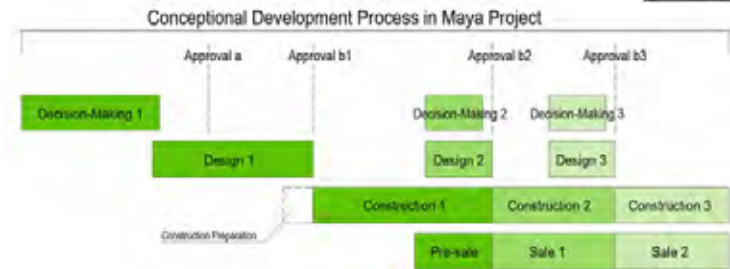 Conceptional Development Process in Maya Project
Approval a
Approval b1
Approval b2
Approval b3
Decision-Making 1
Decision-Making 2
Decision-Making 3
Design 1
Design 2
Design 3
Construction 1
Construction 2
Construction 3
Construction Preparation
Pre-sale
Sale 1
Sale 2